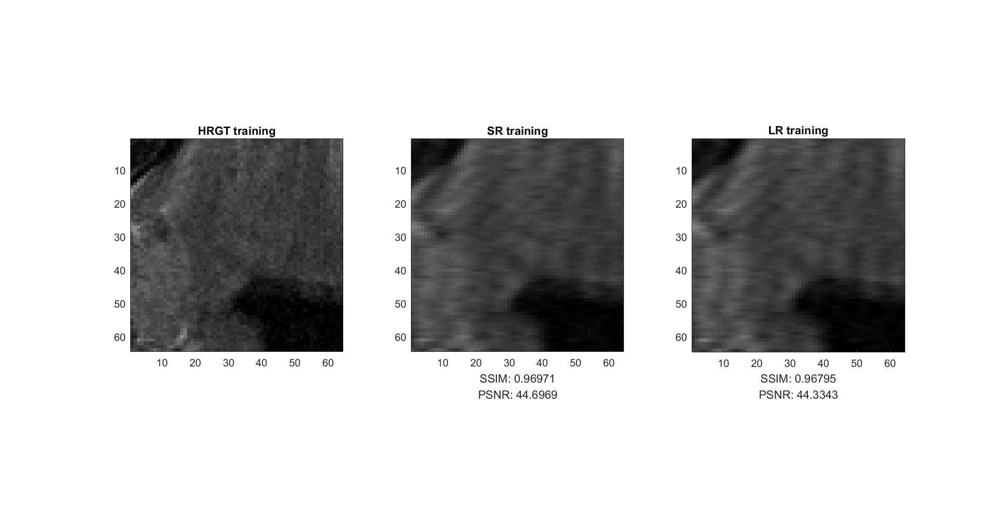 HRGT training
10
20
30
40
50
60
10 20 30 40 50 60
SR training
10
20
30
40
50
60
10 20 30 40 50 60
SSIM: 0.96971
PSNR: 44.6969
LR training
10
20
30
40
50
60
10 20 30 40 50 60
SSIM: 0.96795
PSNR: 44.3343